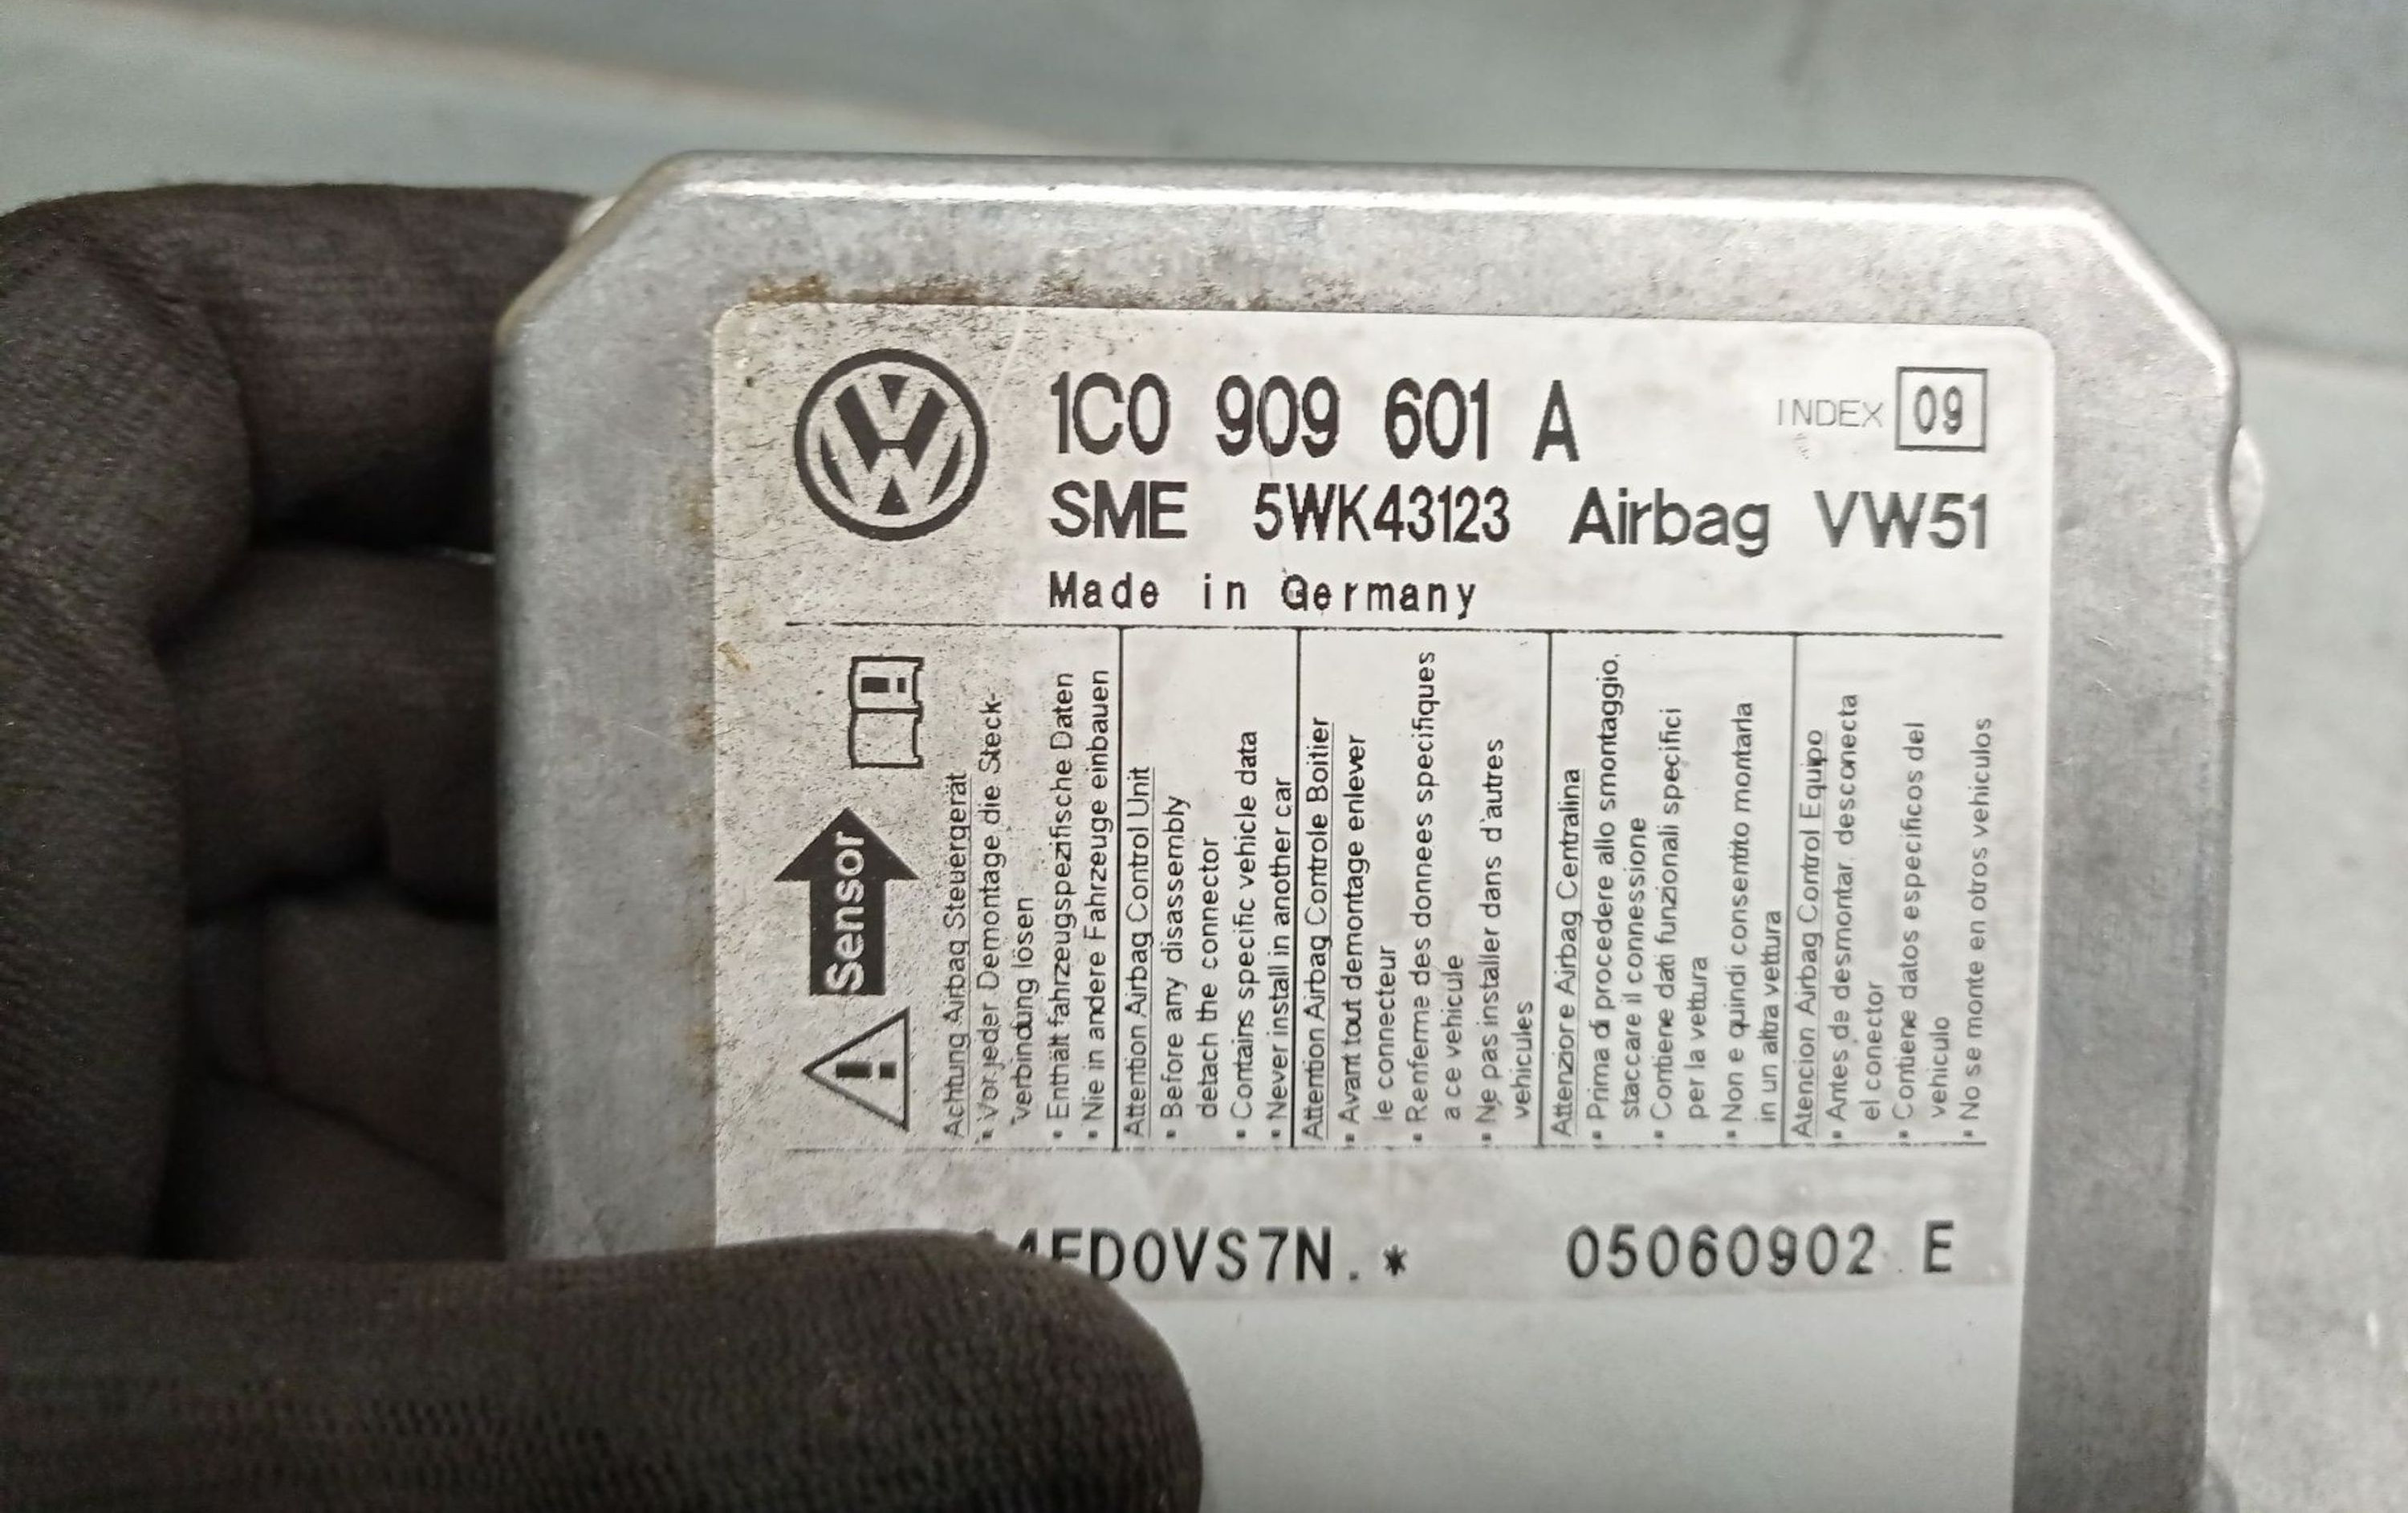 1C0 909 601 A
INDEX 09
SME 5WK43123 Airbag VW51
Made in Germany
Sensor
Achtung Airbag Steuergerät
▪ Vor jeder Demontage die Steck-
verbindung lösen
▪ Enthält fahrzeugspezifische Daten
▪ Nie in andere Fahrzeuge einbauen
Attention Airbag Control Unit
▪ Before any disassembly
detach the connector
▪ Contains specific vehicle data
▪ Never install in another car
Attention Airbag Controle Boitier
▪ Avant tout demontage enlever
le connecteur
▪ Renferme des donnees specifiques
a ce vehicule
▪ Ne pas installer dans d'autres
vehicules
Attenzione Airbag Centralina
▪ Prima di procedere allo smontaggio,
staccare il connessione
▪ Contiene dati funzionali specifici
per la vettura
▪ Non e quindi consentito montarla
in un altra vettura
Atencion Airbag Control Equipo
▪ Antes de desmontar, desconecta
el conector
▪ Contiene datos especificos del
vehiculo
▪ No se monte en otros vehiculos
ED0VS7N.* 05060902 E